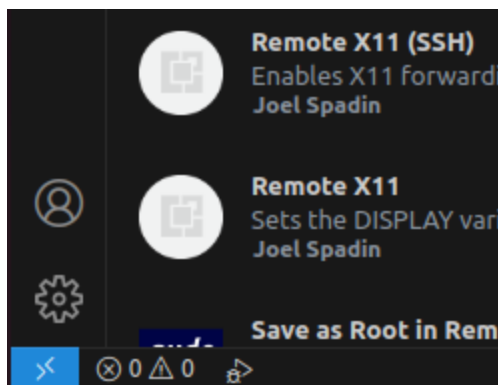 Remote X11 (SSH)
Enables X11 forwardi
Joel Spadin
Remote X11
Sets the DISPLAY vari
Joel Spadin
Save as Root in Rem
0 0